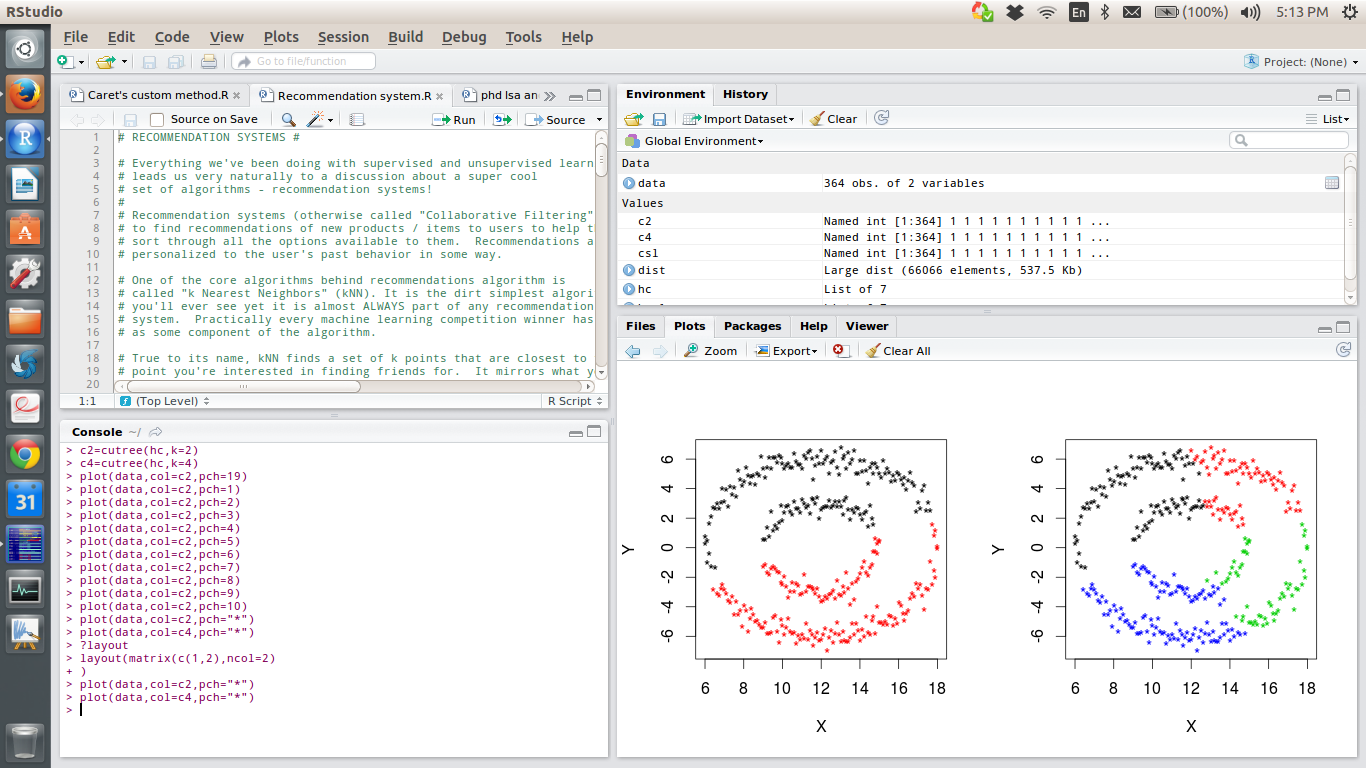 RStudio
En
(100%)
5:13 PM
File Edit Code View Plots Session Build Debug Tools Help
Go to file/function
Project: (None)
Caret's custom method.R
Recommendation system.R
phd lsa an
Source on Save
Run
Source
1 # RECOMMENDATION SYSTEMS #
2
3 # Everything we've been doing with supervised and unsupervised learn
4 # leads us very naturally to a discussion about a super cool
5 # set of algorithms - recommendation systems!
6 #
7 # Recommendation systems (otherwise called "Collaborative Filtering"
8 # to find recommendations of new products / items to users to help t
9 # sort through all the options available to them. Recommendations a
10 # personalized to the user's past behavior in some way.
11
12 # One of the core algorithms behind recommendations algorithm is
13 # called "k Nearest Neighbors" (kNN). It is the dirt simplest algori
14 # you'll ever see yet it is almost ALWAYS part of any recommendation
15 # system. Practically every machine learning competition winner has
16 # as some component of the algorithm.
17
18 # True to its name, kNN finds a set of k points that are closest to
19 # point you're interested in finding friends for. It mirrors what y
20
1:1
(Top Level)
R Script
Console ~/
> c2=cutree(hc,k=2)
> c4=cutree(hc,k=4)
> plot(data,col=c2,pch=19)
> plot(data,col=c2,pch=1)
> plot(data,col=c2,pch=2)
> plot(data,col=c2,pch=3)
> plot(data,col=c2,pch=4)
> plot(data,col=c2,pch=5)
> plot(data,col=c2,pch=6)
> plot(data,col=c2,pch=7)
> plot(data,col=c2,pch=8)
> plot(data,col=c2,pch=9)
> plot(data,col=c2,pch=10)
> plot(data,col=c2,pch="*")
> plot(data,col=c4,pch="*")
> ?layout
> layout(matrix(c(1,2),ncol=2)
+ )
> plot(data,col=c2,pch="*")
> plot(data,col=c4,pch="*")
>
31
Environment History
Import Dataset
Clear
List
Global Environment
Data
data 364 obs. of 2 variables
Values
c2 Named int [1:364] 1 1 1 1 1 1 1 1 1 1 ...
c4 Named int [1:364] 1 1 1 1 1 1 1 1 1 1 ...
csl Named int [1:364] 1 1 1 1 1 1 1 1 1 1 ...
dist Large dist (66066 elements, 537.5 Kb)
hc List of 7
Files Plots Packages Help Viewer
Zoom
Export
Clear All
6
4
2
0
-2
-4
-6
Y
6 8 10 12 14 16 18
X
6
4
2
0
-2
-4
-6
Y
6 8 10 12 14 16 18
X